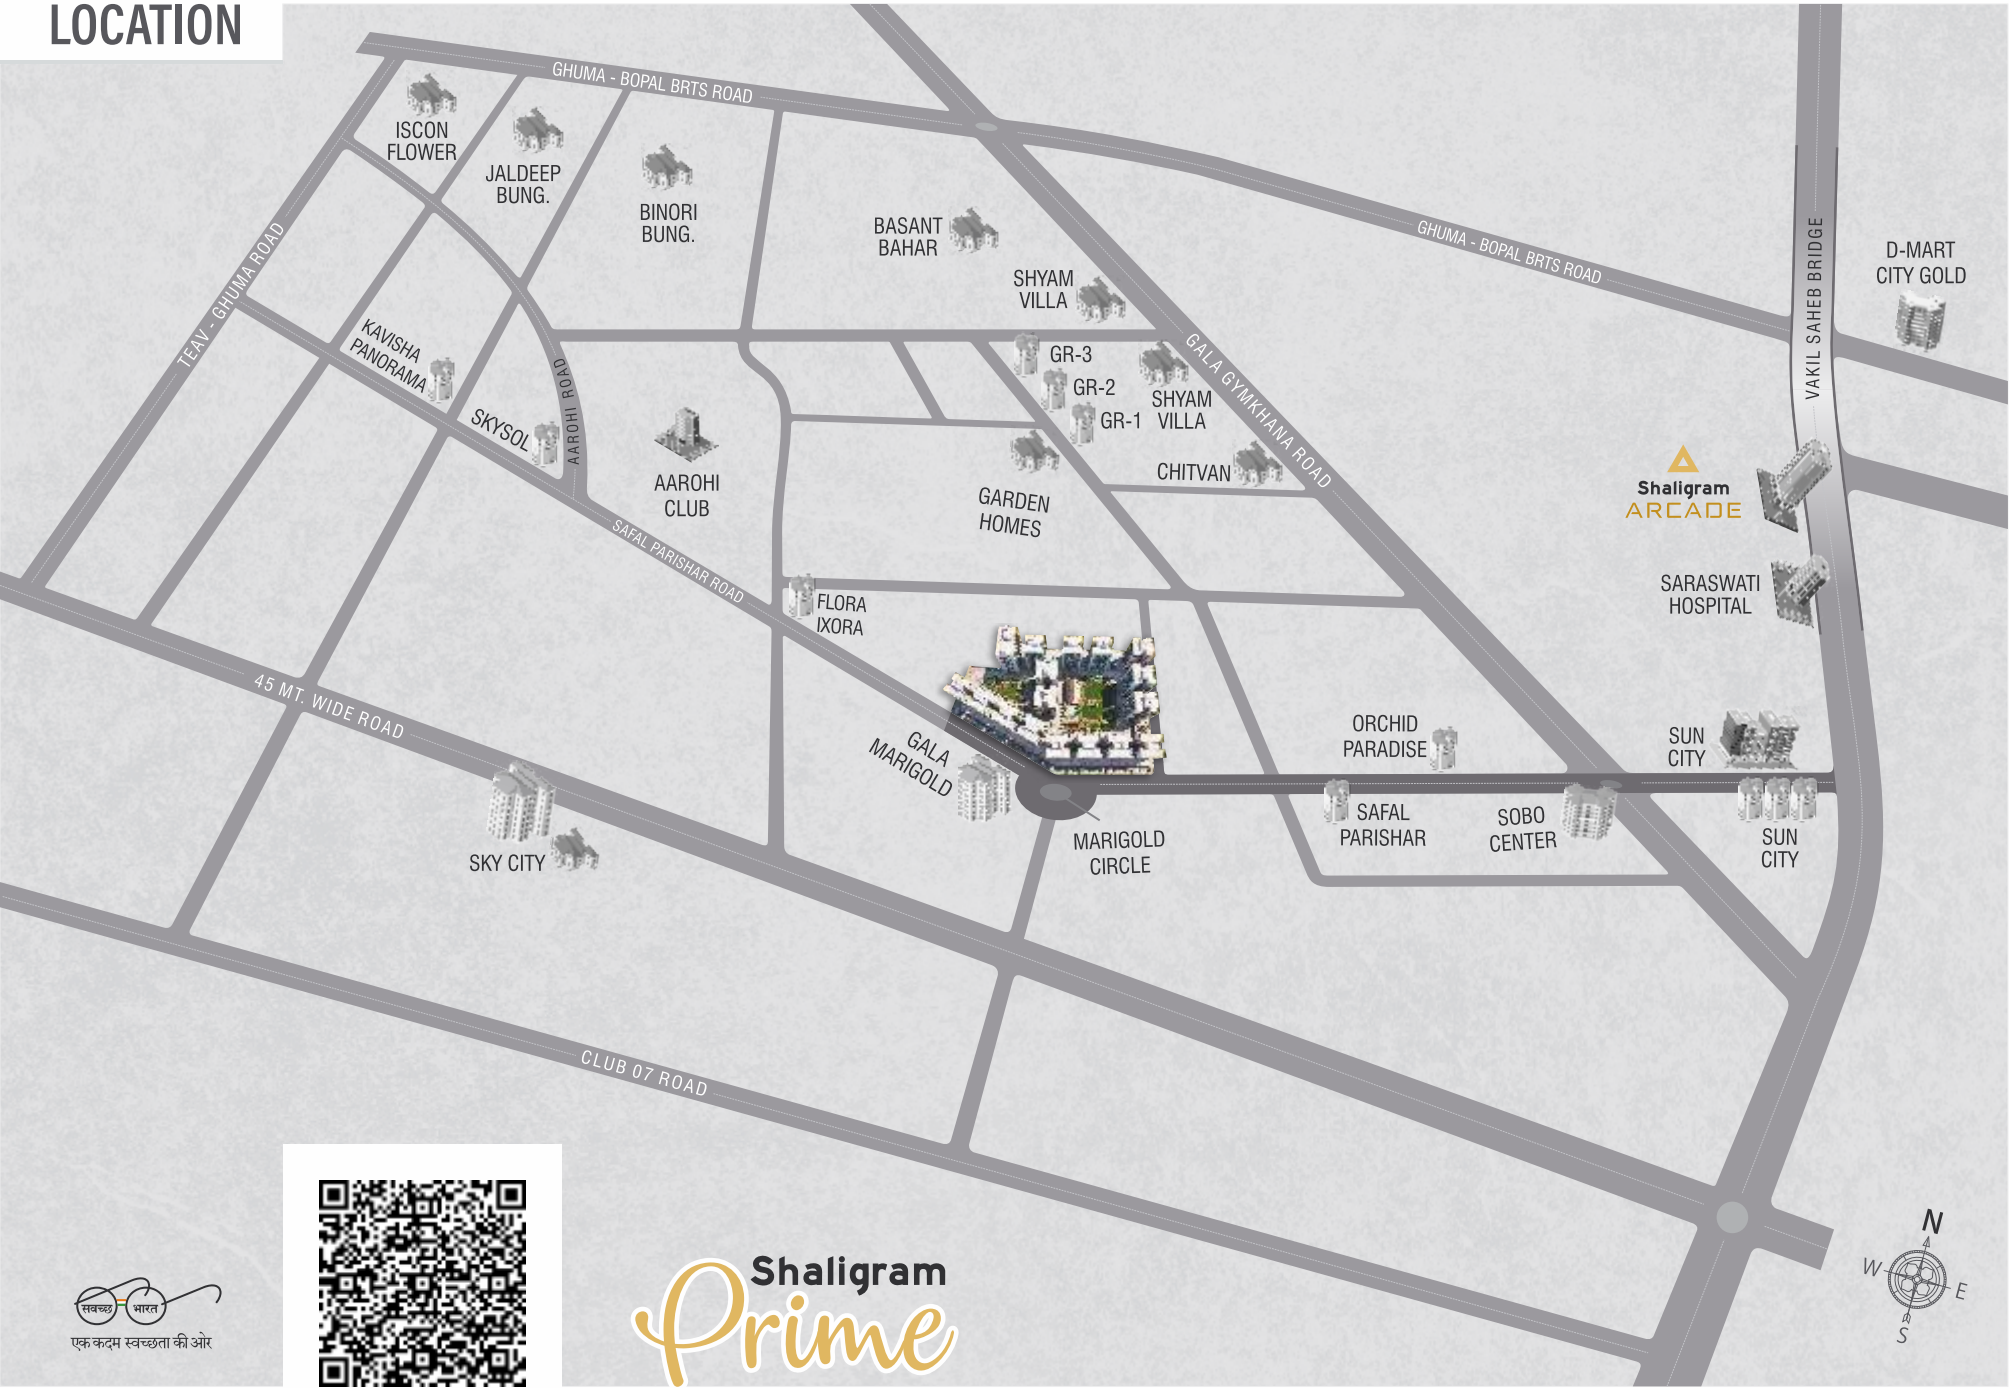 LOCATION
GHUMA - BOPAL BRTS ROAD
ISCON
FLOWER
JALDEEP
BUNG.
BINORI
BUNG.
BASANT
BAHAR
SHYAM
VILLA
GHUMA - BOPAL BRTS ROAD
VAKIL SAHEB BRIDGE
D-MART
CITY GOLD
TEAV - GHUMA ROAD
KAVISHA
PANORAMA
SKYSOL
AAROHI ROAD
AAROHI
CLUB
GR-3
GR-2
GR-1
SHYAM
VILLA
GALA GYMKHANA ROAD
CHITVAN
GARDEN
HOMES
Shaligram
ARCADE
SARASWATI
HOSPITAL
SAFAL PARISHAR ROAD
FLORA
IXORA
45 MT. WIDE ROAD
GALA
MARIGOLD
ORCHID
PARADISE
SUN
CITY
SKY CITY
MARIGOLD
CIRCLE
SAFAL
PARISHAR
SOBO
CENTER
SUN
CITY
CLUB 07 ROAD
N
W
E
S
Shaligram
Prime
स्वच्छ भारत
एक कदम स्वच्छता की ओर